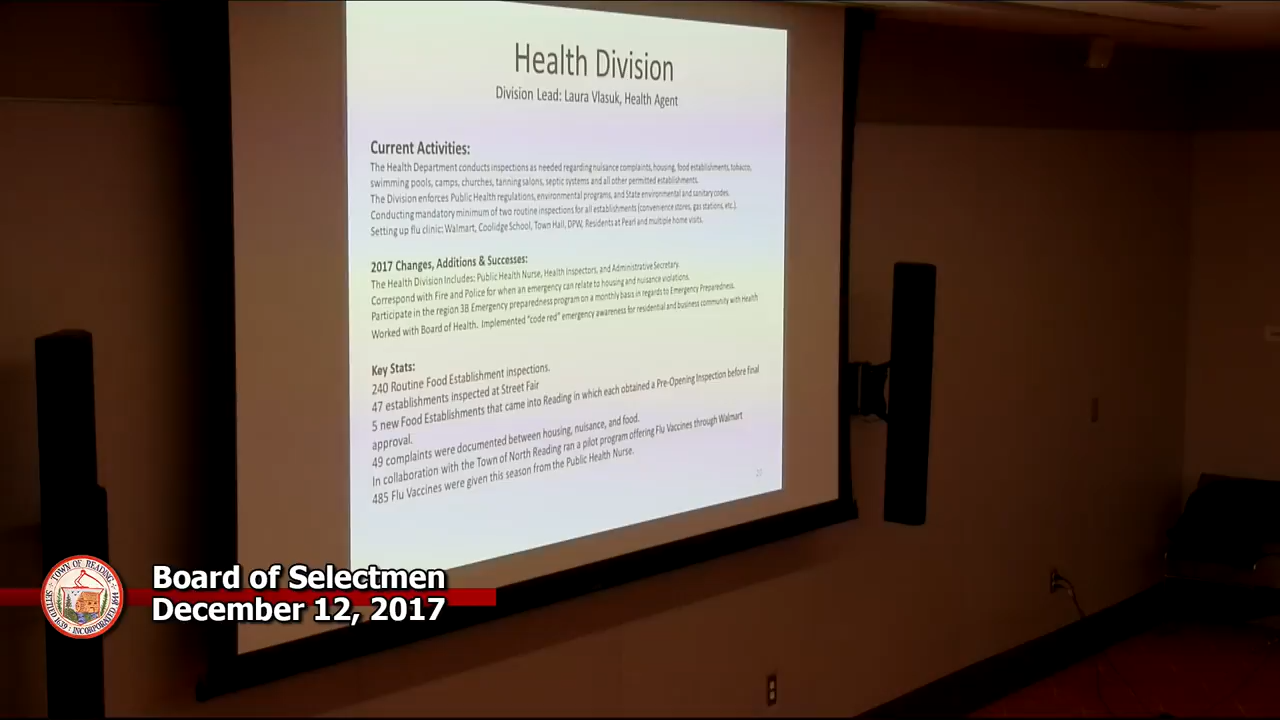 Health Division
Division Lead: Laura Vlasuk, Health Agent
Current Activities:
The Health Department conducts inspections as needed regarding nuisance complaints, housing, food establishments, tobacco,
swimming pools, camps, churches, tanning salons, septic systems and all other permitted establishments.
The Division enforces Public Health regulations, environmental programs, and State environmental and sanitary codes.
Conducting mandatory minimum of two routine inspections for all establishments (convenience stores, gas stations, etc.)
Setting up flu clinic: Walmart, Coolidge School, Town Hall, DPW, Residents at Pearl and multiple home visits.
2017 Changes, Additions & Successes:
The Health Division Includes: Public Health Nurse, Health Inspectors, and Administrative Secretary.
Correspond with Fire and Police for when an emergency can relate to housing and nuisance violations.
Participate in the region 3B Emergency preparedness program on a monthly basis in regards to Emergency Preparedness.
Worked with Board of Health. Implemented "code red" emergency awareness for residential and business community with Health
Key Stats:
240 Routine Food Establishment inspections.
47 establishments inspected at Street Fair
5 new Food Establishments that came into Reading in which each obtained a Pre-Opening Inspection before final
approval.
49 complaints were documented between housing, nuisance, and food.
In collaboration with the Town of North Reading ran a pilot program offering Flu Vaccines through Walmart
485 Flu Vaccines were given this season from the Public Health Nurse.
20
TOWN OF READING
SETTLED 1639 INCORPORATED 1644
Board of Selectmen
December 12, 2017